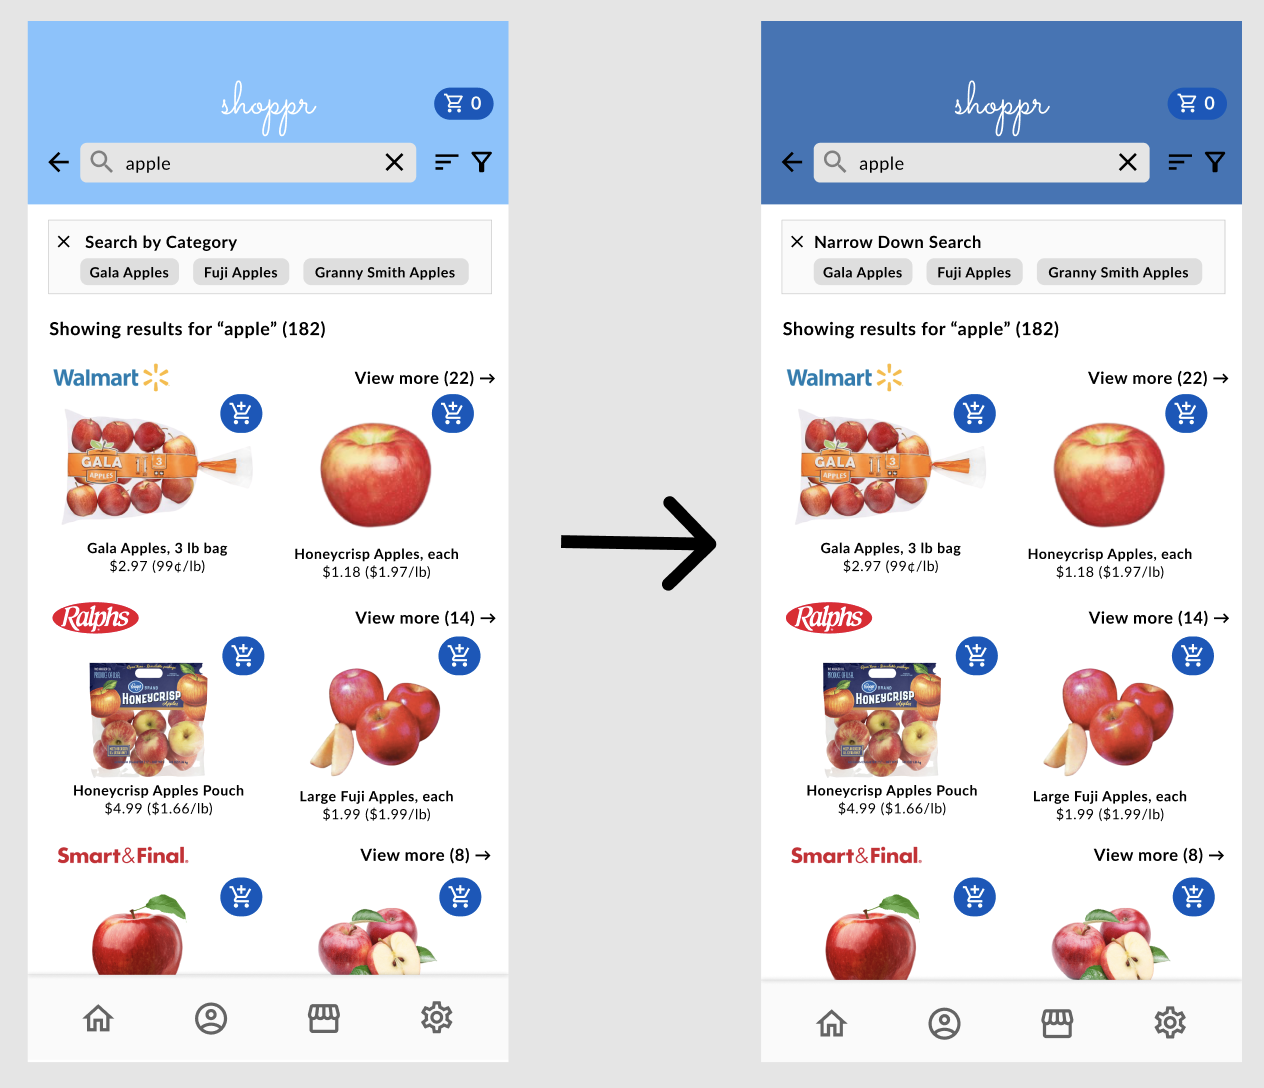 shoppr
0
apple
Search by Category
Gala Apples Fuji Apples Granny Smith Apples
Showing results for “apple” (182)
Walmart
View more (22) →
GALA
APPLES
3
Gala Apples, 3 lb bag
$2.97 (99¢/lb)
Honeycrisp Apples, each
$1.18 ($1.97/lb)
Ralphs
View more (14) →
HONEYCRISP
Apples
Honeycrisp Apples Pouch
$4.99 ($1.66/lb)
Large Fuji Apples, each
$1.99 ($1.99/lb)
Smart&Final.
View more (8) →
shoppr
0
apple
Narrow Down Search
Gala Apples Fuji Apples Granny Smith Apples
Showing results for “apple” (182)
Walmart
View more (22) →
GALA
APPLES
3
Gala Apples, 3 lb bag
$2.97 (99¢/lb)
Honeycrisp Apples, each
$1.18 ($1.97/lb)
Ralphs
View more (14) →
HONEYCRISP
Apples
Honeycrisp Apples Pouch
$4.99 ($1.66/lb)
Large Fuji Apples, each
$1.99 ($1.99/lb)
Smart&Final.
View more (8) →